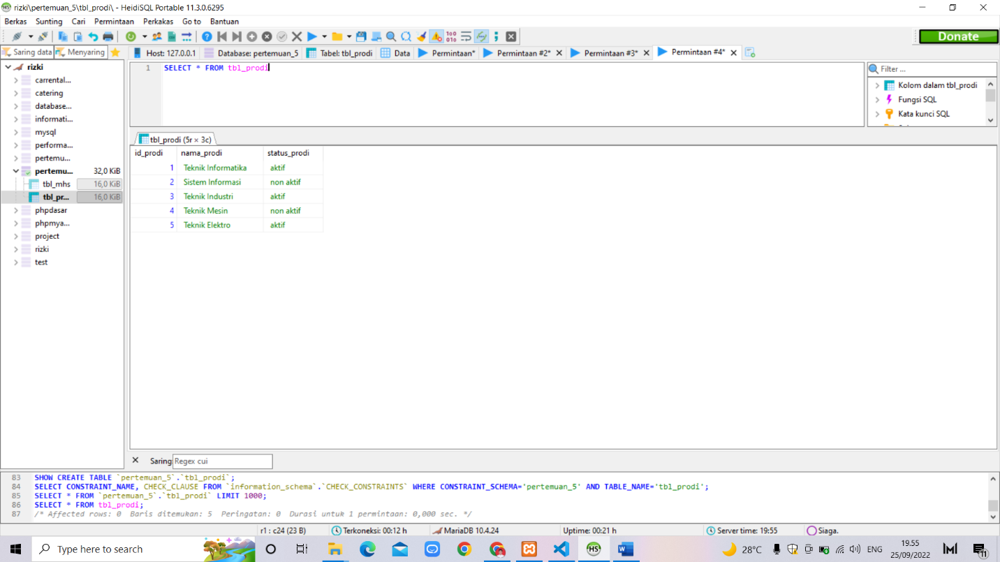 rizki\pertemuan_5\tbl_prodi\ - HeidiSQL Portable 11.3.0.6295
Berkas Sunting Cari Permintaan Perkakas Go to Bantuan
Donate
Saring data Menyaring
Host: 127.0.0.1 Database: pertemuan_5 Tabel: tbl_prodi Data Permintaan* Permintaan #2* Permintaan #3* Permintaan #4*
rizki
carrental...
catering
database...
informati...
mysql
performa...
pertemu...
pertemu... 32,0 KiB
tbl_mhs 16,0 KiB
tbl_pr... 16,0 KiB
phpdasar
phpmya...
project
rizki
test
1 SELECT * FROM tbl_prodi
Filter ...
Kolom dalam tbl_prodi
Fungsi SQL
Kata kunci SQL
tbl_prodi (5r × 3c)
id_prodi nama_prodi status_prodi
1 Teknik Informatika aktif
2 Sistem Informasi non aktif
3 Teknik Industri aktif
4 Teknik Mesin non aktif
5 Teknik Elektro aktif
Saring Regex cui
83 SHOW CREATE TABLE `pertemuan_5`.`tbl_prodi`;
84 SELECT CONSTRAINT_NAME, CHECK_CLAUSE FROM `information_schema`.`CHECK_CONSTRAINTS` WHERE CONSTRAINT_SCHEMA='pertemuan_5' AND TABLE_NAME='tbl_prodi';
85 SELECT * FROM `pertemuan_5`.`tbl_prodi` LIMIT 1000;
86 SELECT * FROM tbl_prodi;
87 /* Affected rows: 0 Baris ditemukan: 5 Peringatan: 0 Durasi untuk 1 permintaan: 0,000 sec. */
r1 : c24 (23 B) Terkoneksi: 00:12 h MariaDB 10.4.24 Uptime: 00:21 h Server time: 19:55 Siaga.
Type here to search
28°C ENG 19.55
25/09/2022
11